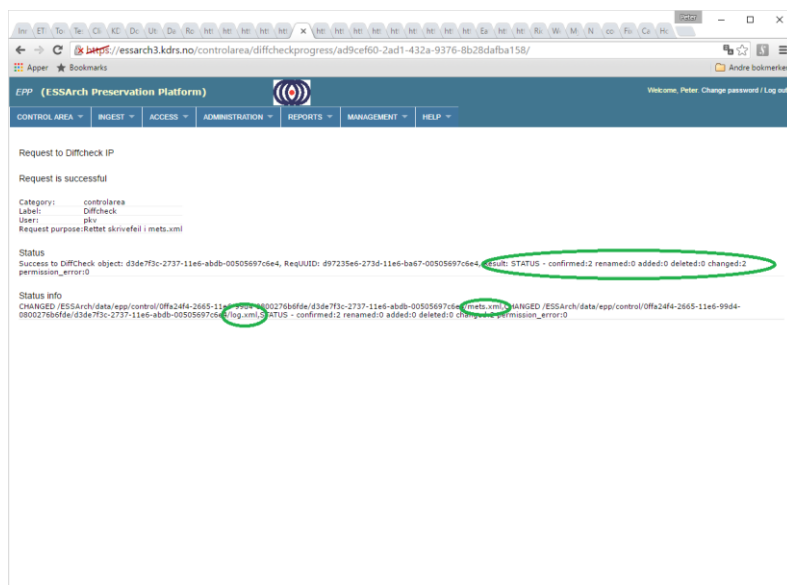 Peter
https://essarch3.kdrs.no/controlarea/diffcheckprogress/ad9cef60-2ad1-432a-9376-8b28dafba158/
Apper Bookmarks Andre bokmerker
EPP (ESSArch Preservation Platform) Welcome, Peter. Change password / Log out
CONTROL AREA INGEST ACCESS ADMINISTRATION REPORTS MANAGEMENT HELP
Request to Diffcheck IP
Request is successful
Category: controlarea
Label: Diffcheck
User: pkv
Request purpose:Rettet skrivefeil i mets.xml
Status
Success to DiffCheck object: d3de7f3c-2737-11e6-abdb-00505697c6e4, ReqUUID: d97235e6-273d-11e6-ba67-00505697c6e4, Result: STATUS - confirmed:2 renamed:0 added:0 deleted:0 changed:2
permission_error:0
Status info
CHANGED /ESSArch/data/epp/control/0ffa24f4-2665-11e6-99d4-0800276b6fde/d3de7f3c-2737-11e6-abdb-00505697c6e4/mets.xml,CHANGED /ESSArch/data/epp/control/0ffa24f4-2665-11e6-99d4-
0800276b6fde/d3de7f3c-2737-11e6-abdb-00505697c6e4/log.xml,STATUS - confirmed:2 renamed:0 added:0 deleted:0 changed:2 permission_error:0